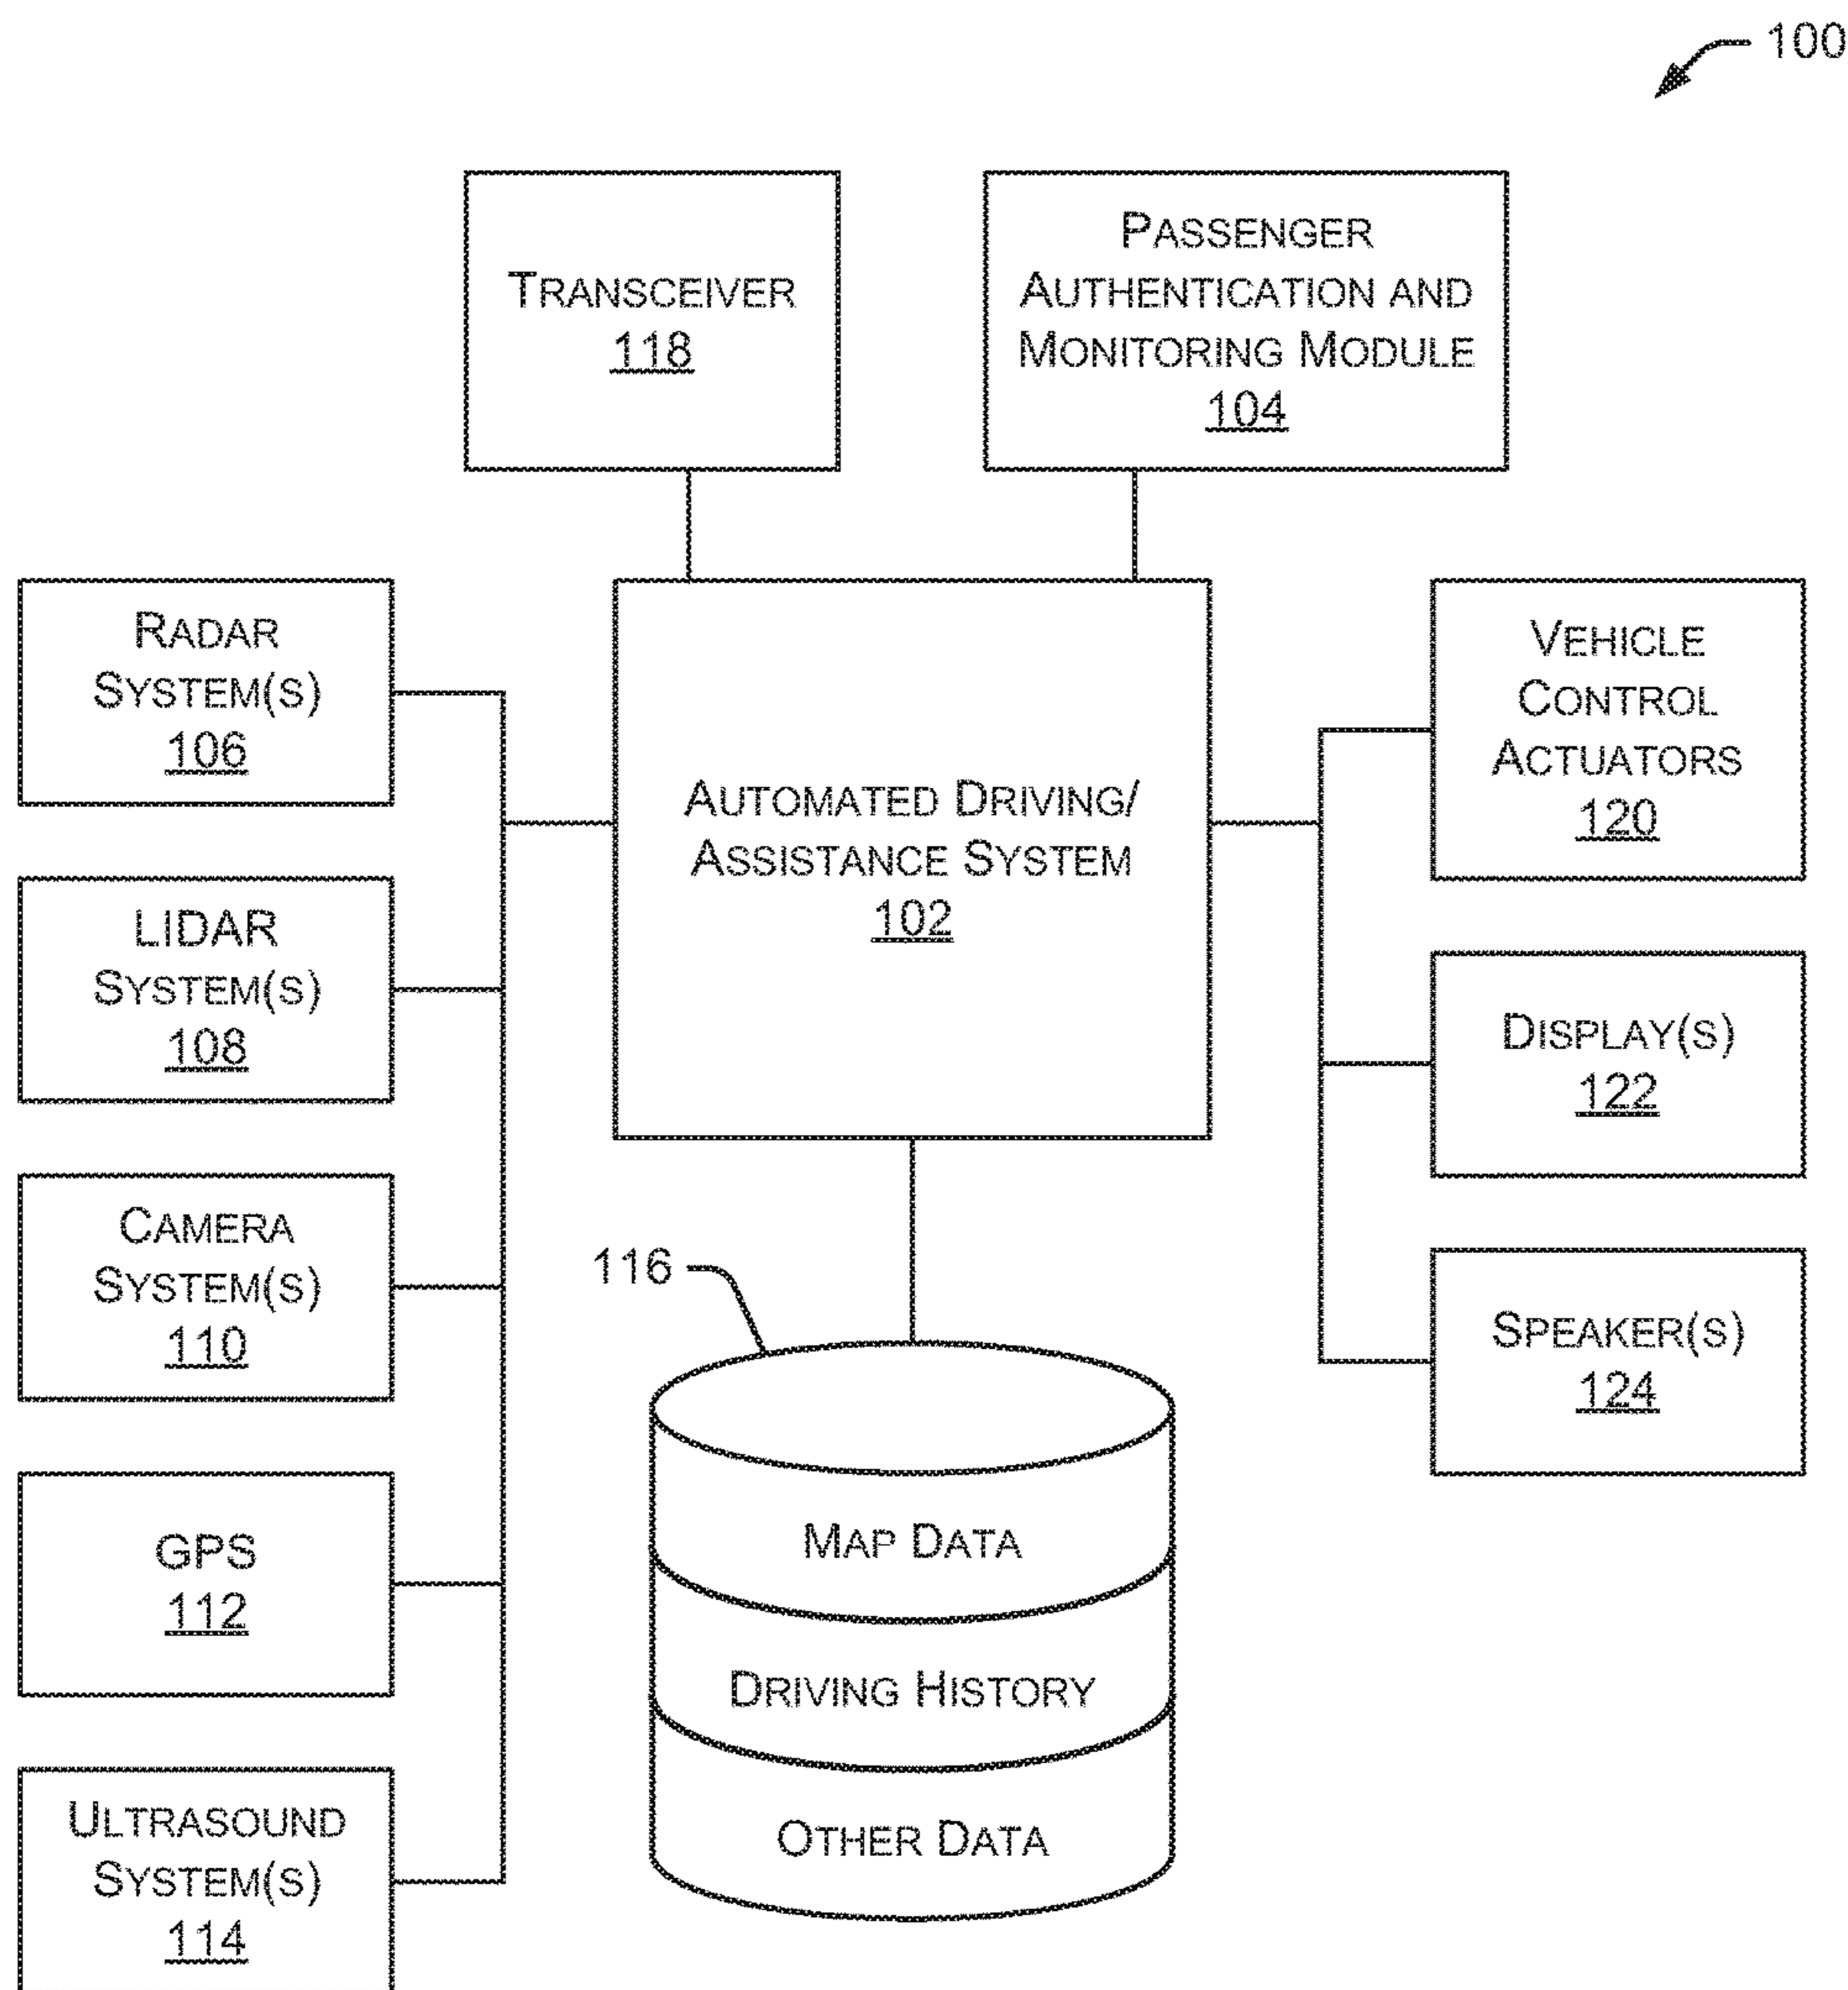 100
TRANSCEIVER
118
PASSENGER
AUTHENTICATION AND
MONITORING MODULE
104
RADAR
SYSTEM(S)
106
LIDAR
SYSTEM(S)
108
CAMERA
SYSTEM(S)
110
GPS
112
ULTRASOUND
SYSTEM(S)
114
AUTOMATED DRIVING/
ASSISTANCE SYSTEM
102
116
MAP DATA
DRIVING HISTORY
OTHER DATA
VEHICLE
CONTROL
ACTUATORS
120
DISPLAY(S)
122
SPEAKER(S)
124